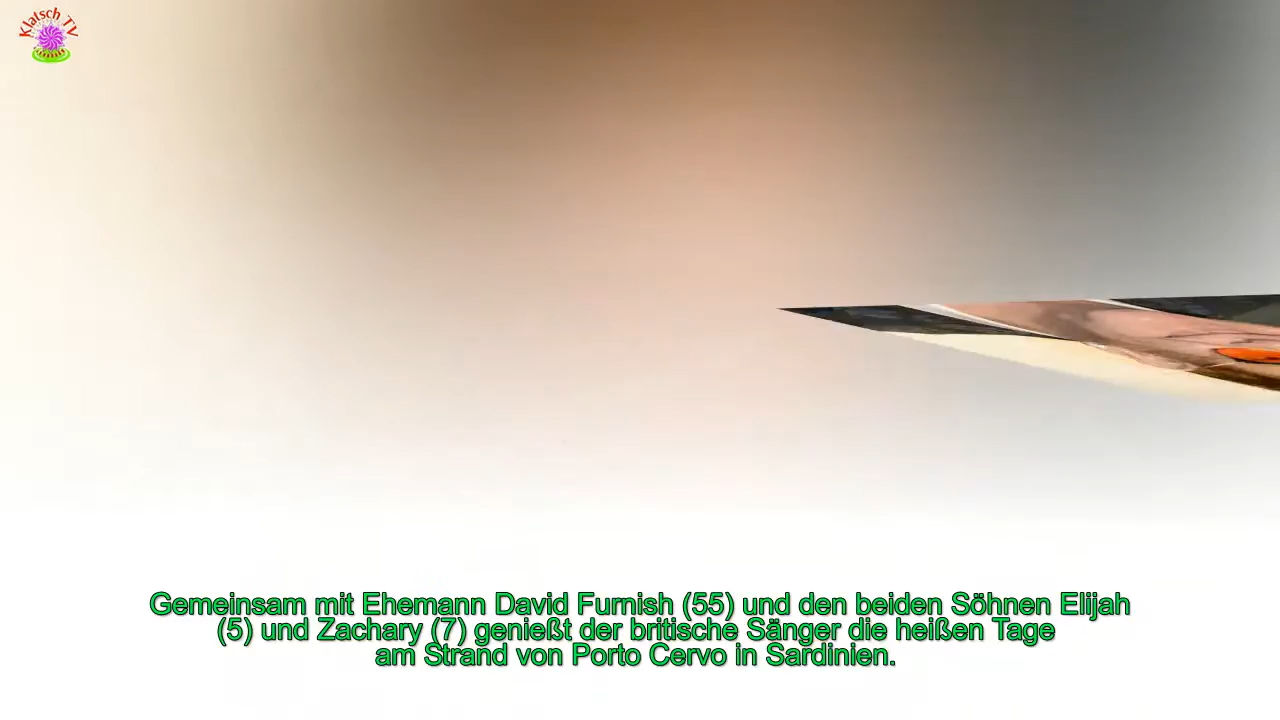 Klatsch TV
Gemeinsam mit Ehemann David Furnish (55) und den beiden Söhnen Elijah
(5) und Zachary (7) genießt der britische Sänger die heißen Tage
am Strand von Porto Cervo in Sardinien.